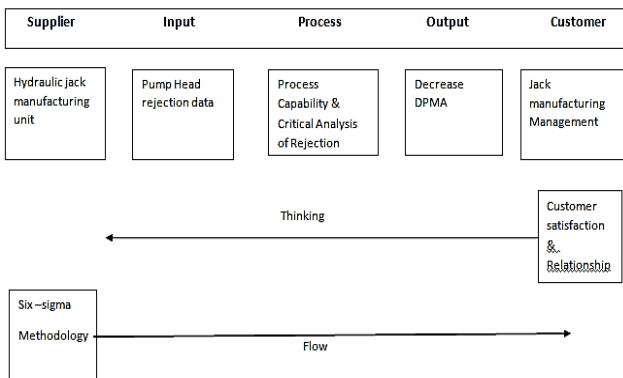 Supplier Input Process Output Customer
Hydraulic jack
manufacturing
unit
Pump Head
rejection data
Process
Capability &
Critical Analysis
of Rejection
Decrease
DPMA
Jack
manufacturing
Management
Thinking
Customer
satisfaction
&.
Relationship
Six –sigma
Methodology
Flow